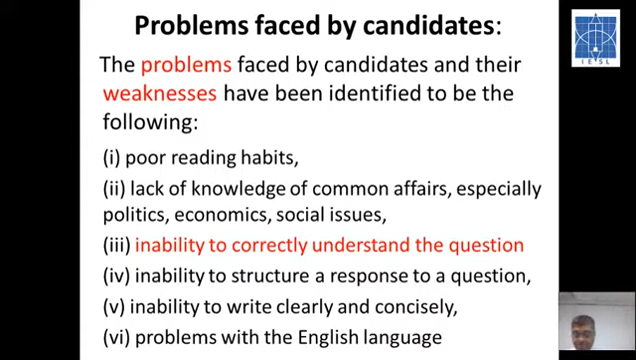 Problems faced by candidates:
The problems faced by candidates and their
weaknesses have been identified to be the
following:
(i) poor reading habits,
(ii) lack of knowledge of common affairs, especially
politics, economics, social issues,
(iii) inability to correctly understand the question
(iv) inability to structure a response to a question,
(v) inability to write clearly and concisely,
(vi) problems with the English language
IESL